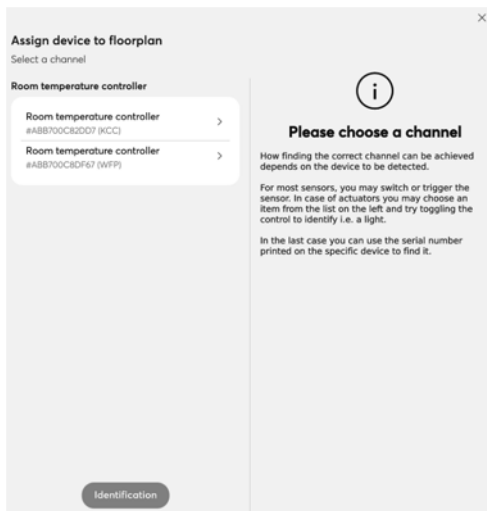 Assign device to floorplan
Select a channel
Room temperature controller
Room temperature controller
#ABB700C82DD7 (KCC)
Room temperature controller
#ABB700C8DF67 (WFP)
Identification
Please choose a channel
How finding the correct channel can be achieved
depends on the device to be detected.
For most sensors, you may switch or trigger the
sensor. In case of actuators you may choose an
item from the list on the left and try toggling the
control to identify i.e. a light.
In the last case you can use the serial number
printed on the specific device to find it.